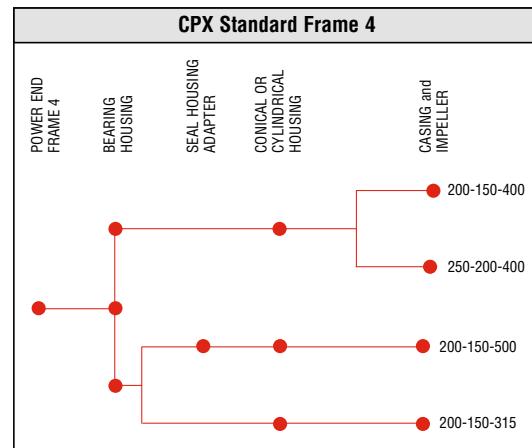 CPX Standard Frame 4
POWER END
FRAME 4
BEARING
HOUSING
SEAL HOUSING
ADAPTER
CONICAL OR
CYLINDRICAL
HOUSING
CASING and
IMPELLER
200-150-400
250-200-400
200-150-500
200-150-315